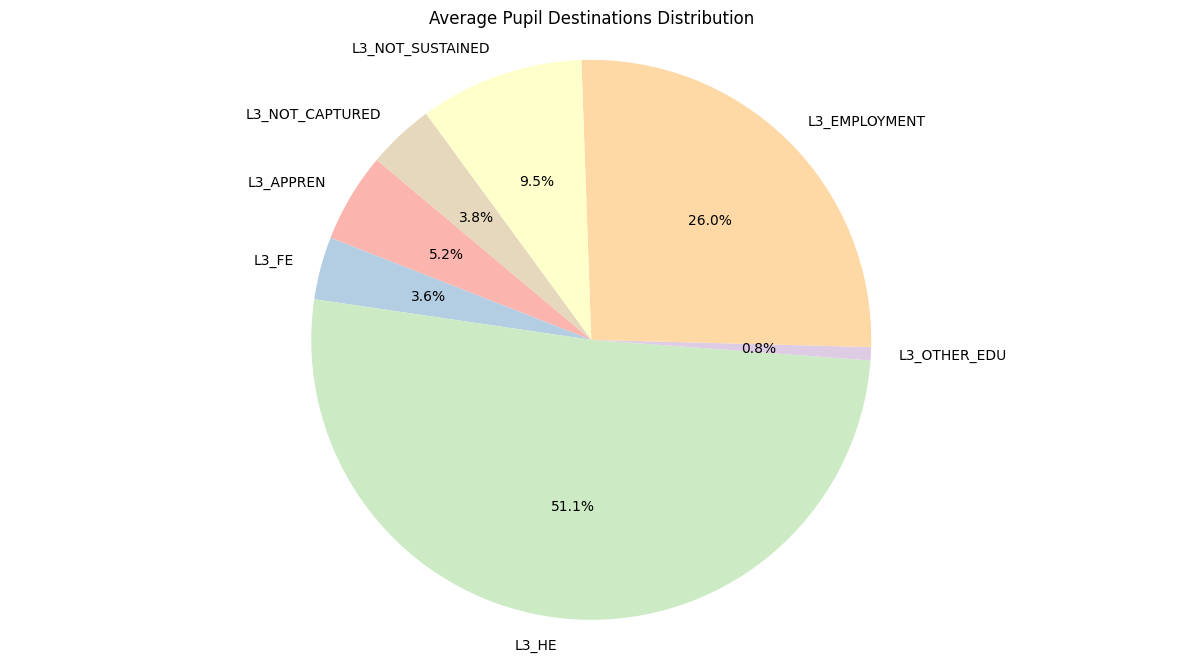 Average Pupil Destinations Distribution
L3_NOT_SUSTAINED
L3_NOT_CAPTURED
L3_EMPLOYMENT
L3_APPREN
9.5%
3.8%
26.0%
5.2%
L3_FE
3.6%
0.8%
L3_OTHER_EDU
51.1%
L3_HE